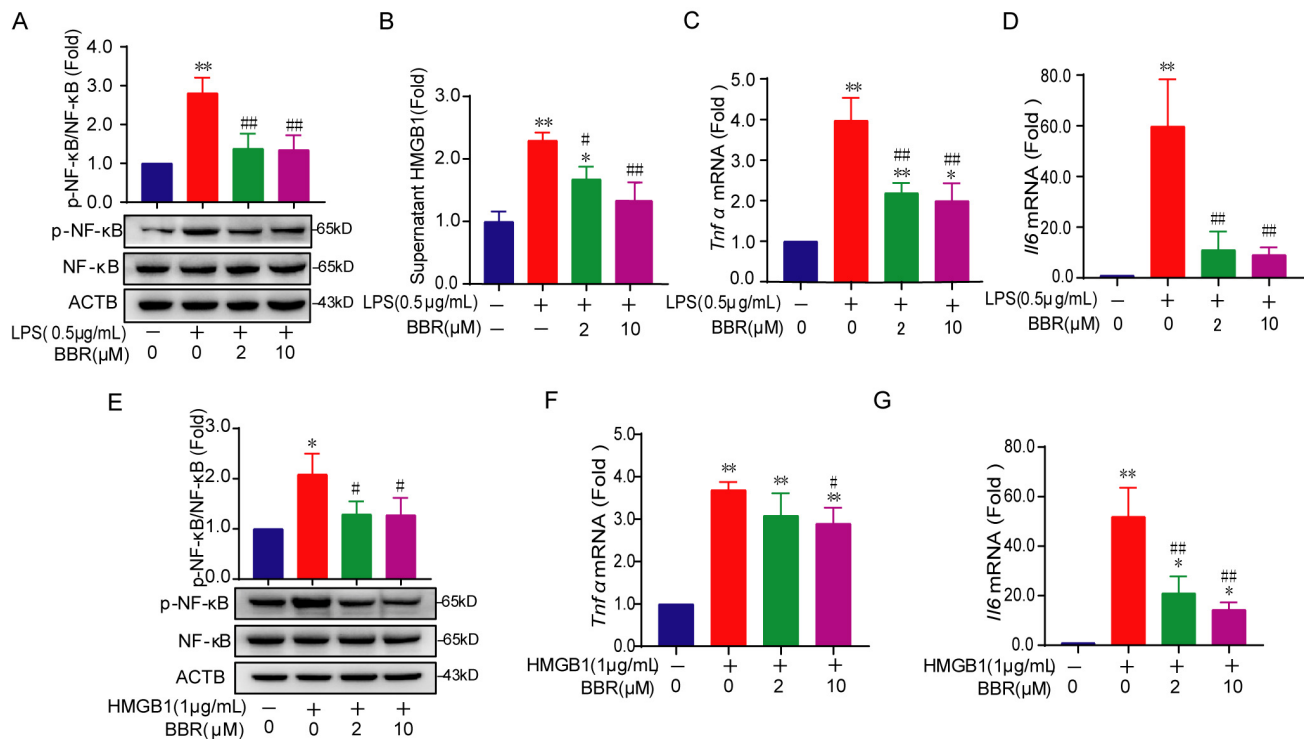 A
p-NF-κB/NF-κB (Fold)
4.0
3.0
2.0
1.0
0.0
**
##
##
p-NF-κB
-65kD
NF-κB
-65kD
ACTB
-43kD
LPS( 0.5μg/mL)
— + + +
BBR(μM)
0 0 2 10
B
Supernatant HMGB1(Fold)
3.0
2.0
1.0
0.0
**
#
*
##
LPS(0.5μg/mL)
— + + +
BBR(μM)
— — 2 10
C
Tnf α mRNA (Fold )
5.0
4.0
3.0
2.0
1.0
0.0
**
##
**
##
*
LPS(0.5μg/mL)
— + + +
BBR(μM)
0 0 2 10
D
Il6 mRNA (Fold )
80.0
60.0
40.0
20.0
0.0
**
##
##
LPS(0.5μg/mL)
— + + +
BBR(μM)
0 0 2 10
E
p-NF-κB/NF-κB (Fold)
3.0
2.0
1.0
0.0
*
#
#
p-NF-κB
-65kD
NF-κB
-65kD
ACTB
-43kD
HMGB1(1μg/mL)
— + + +
BBR(μM)
0 0 2 10
F
Tnf α mRNA (Fold )
5.0
4.0
3.0
2.0
1.0
0.0
**
**
#
**
HMGB1(1μg/mL)
— + + +
BBR(μM)
0 0 2 10
G
Il6 mRNA (Fold )
80.0
60.0
40.0
20.0
0.0
**
##
*
##
*
HMGB1(1μg/mL)
— + + +
BBR(μM)
0 0 2 10